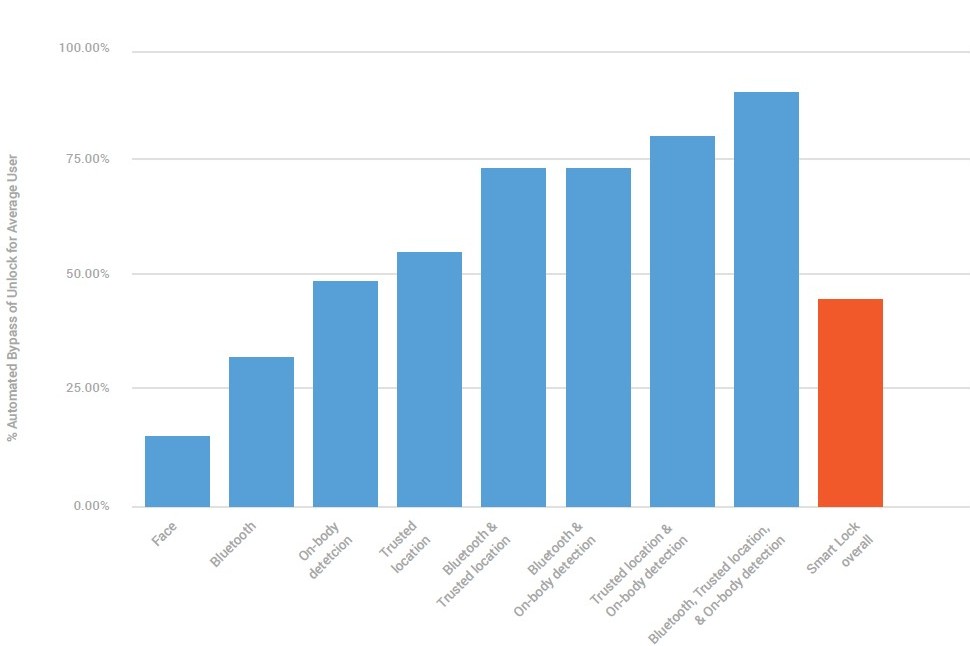 % Automated Bypass of Unlock for Average User
100.00%
75.00%
50.00%
25.00%
0.00%
Face
Bluetooth
On-body
detetcion
Trusted
location
Bluetooth &
Trusted location
Bluetooth &
On-body detection
Trusted location &
On-body detection
Bluetooth, Trusted location,
& On-body detection
Smart Lock
overall